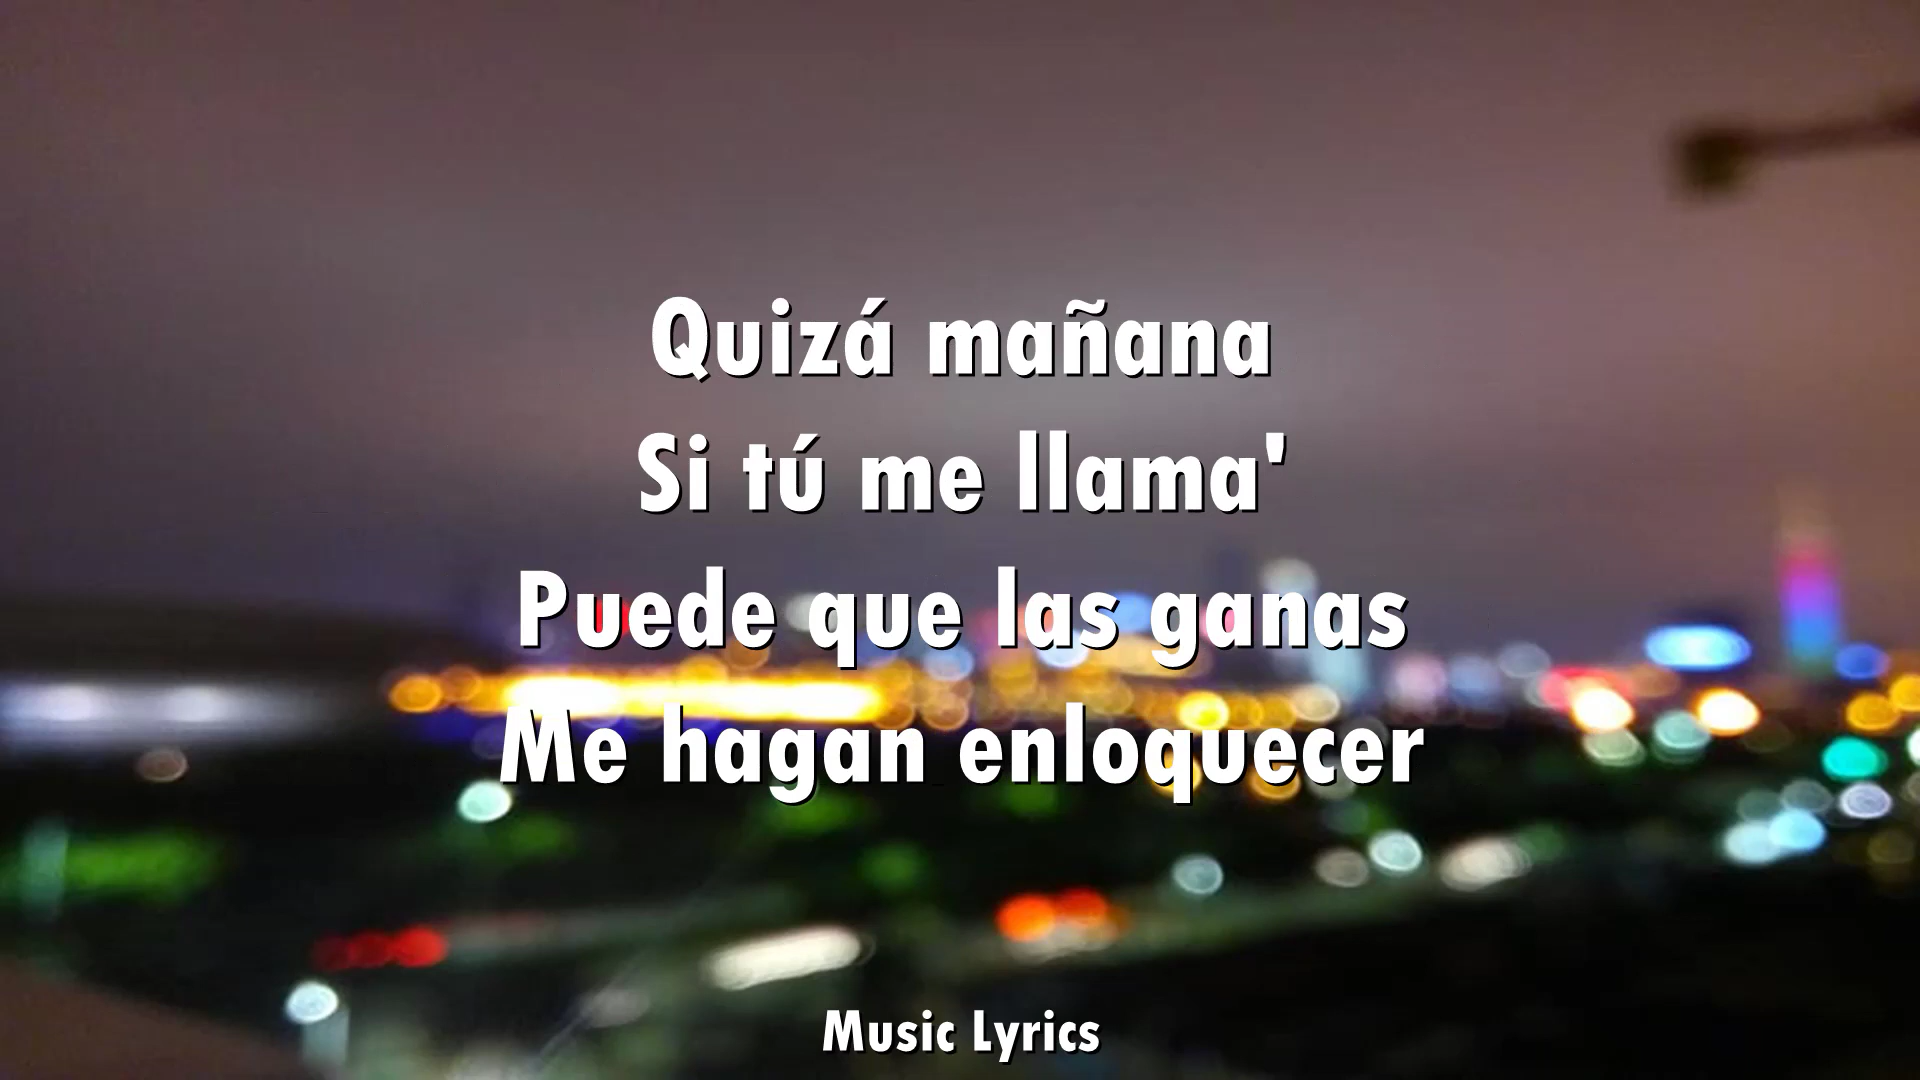 Quizá mañana
Si tú me llama'
Puede que las ganas
Me hagan enloquecer
Music Lyrics